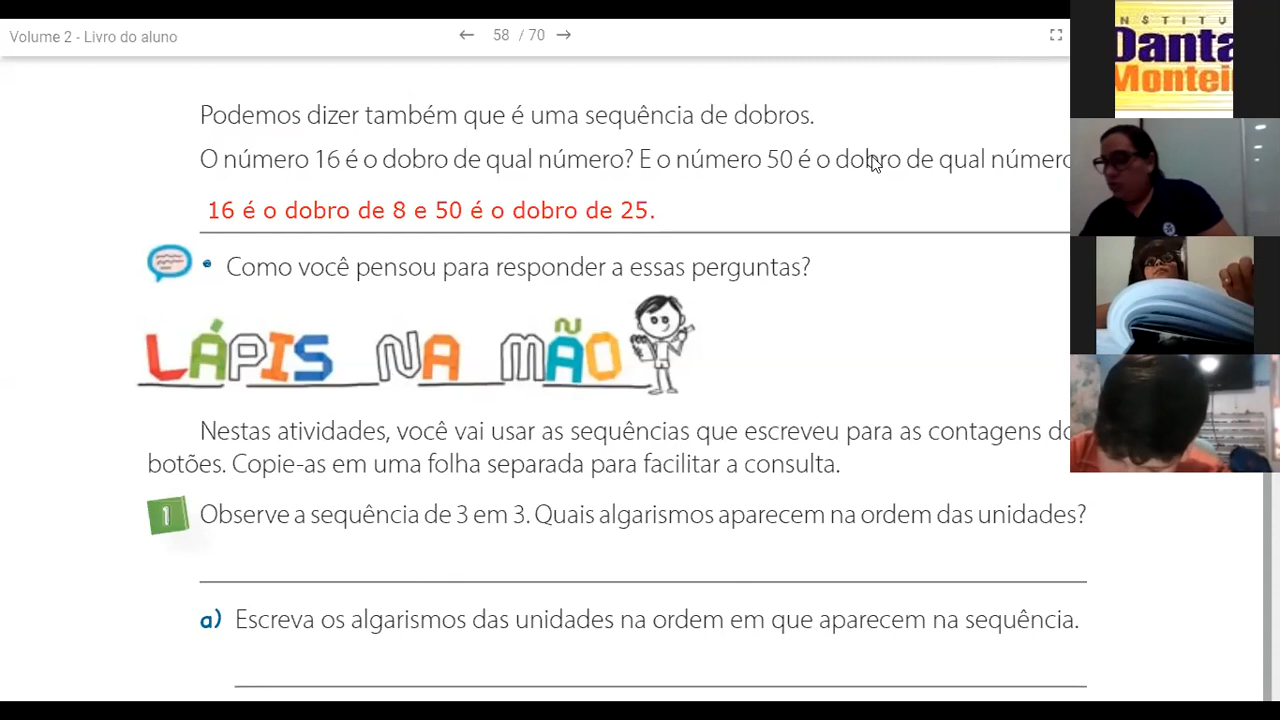 Volume 2 - Livro do aluno
58 / 70
Podemos dizer também que é uma sequência de dobros.
O número 16 é o dobro de qual número? E o número 50 é o dobro de qual número
16 é o dobro de 8 e 50 é o dobro de 25.
Como você pensou para responder a essas perguntas?
LÁPIS NA MÃO
Nestas atividades, você vai usar as sequências que escreveu para as contagens do
botões. Copie-as em uma folha separada para facilitar a consulta.
1 Observe a sequência de 3 em 3. Quais algarismos aparecem na ordem das unidades?
a) Escreva os algarismos das unidades na ordem em que aparecem na sequência.
NSTITU
Danta
Montei